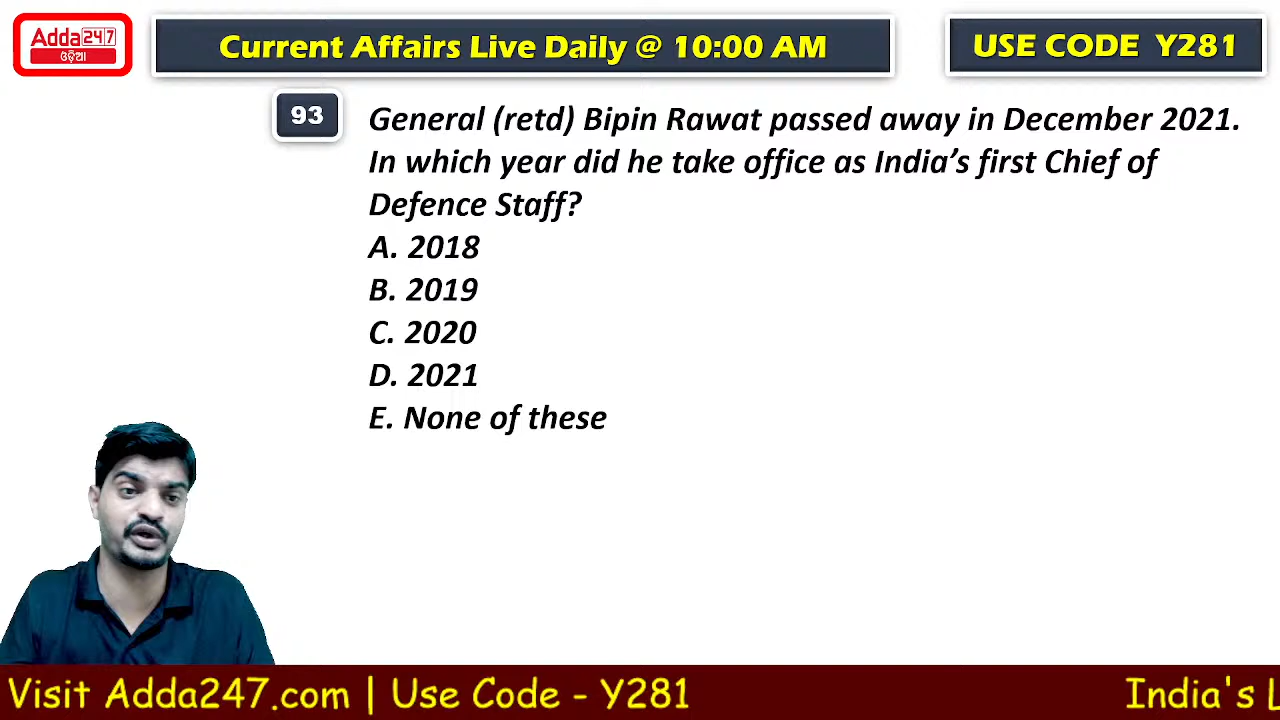 Adda247
ଓଡ଼ିଆ
Current Affairs Live Daily @ 10:00 AM
USE CODE Y281
93
General (retd) Bipin Rawat passed away in December 2021.
In which year did he take office as India’s first Chief of
Defence Staff?
A. 2018
B. 2019
C. 2020
D. 2021
E. None of these
Visit Adda247.com | Use Code - Y281
India's L